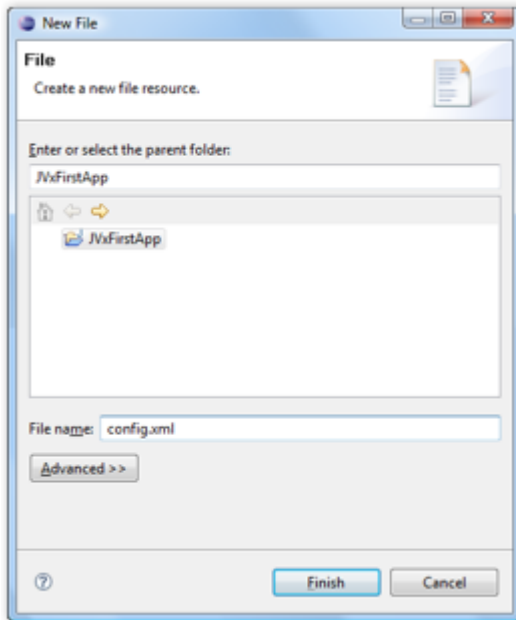 New File
File
Create a new file resource.
Enter or select the parent folder:
JVxFirstApp
JVxFirstApp
File name: config.xml
Advanced >>
?
Finish Cancel